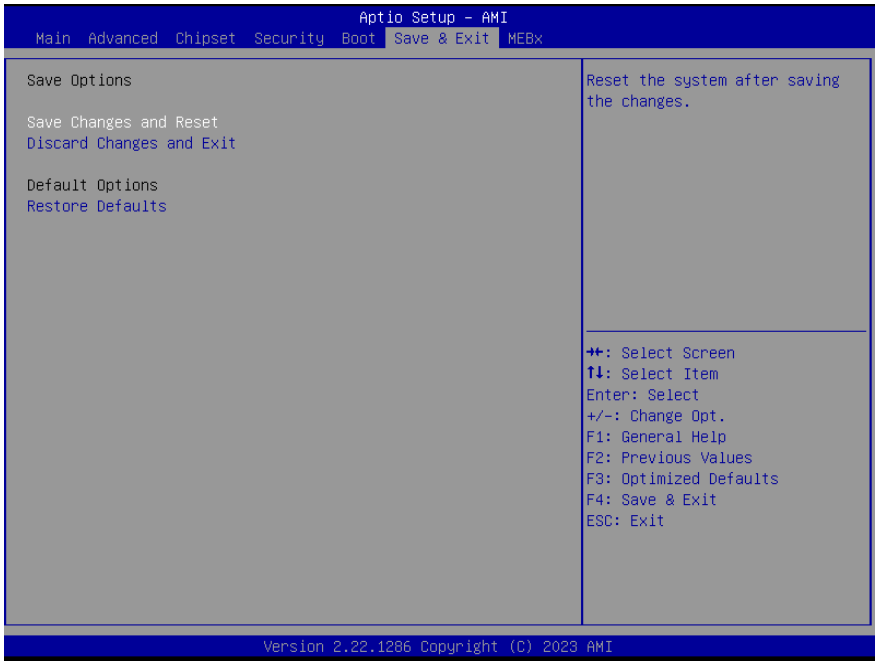 Aptio Setup - AMI
Main Advanced Chipset Security Boot Save & Exit MEBx
Save Options
Save Changes and Reset
Discard Changes and Exit
Default Options
Restore Defaults
Reset the system after saving
the changes.
→←: Select Screen
↑↓: Select Item
Enter: Select
+/-: Change Opt.
F1: General Help
F2: Previous Values
F3: Optimized Defaults
F4: Save & Exit
ESC: Exit
Version 2.22.1286 Copyright (C) 2023 AMI